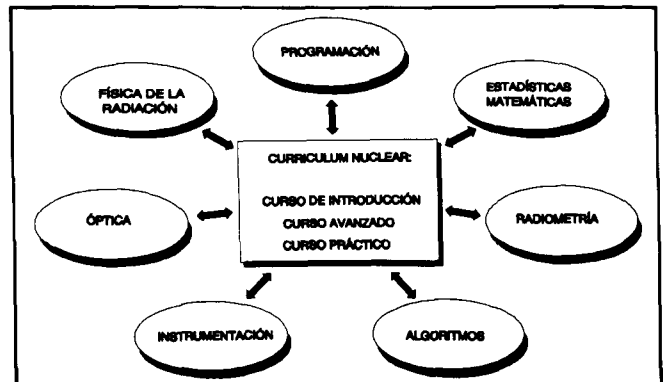 PROGRAMACIÓN
FÍSICA DE LA
RADIACIÓN
ESTADÍSTICAS
MATEMÁTICAS
CURRICULUM NUCLEAR:
CURSO DE INTRODUCCIÓN
CURSO AVANZADO
CURSO PRÁCTICO
ÓPTICA
RADIOMETRÍA
INSTRUMENTACIÓN
ALGORITMOS